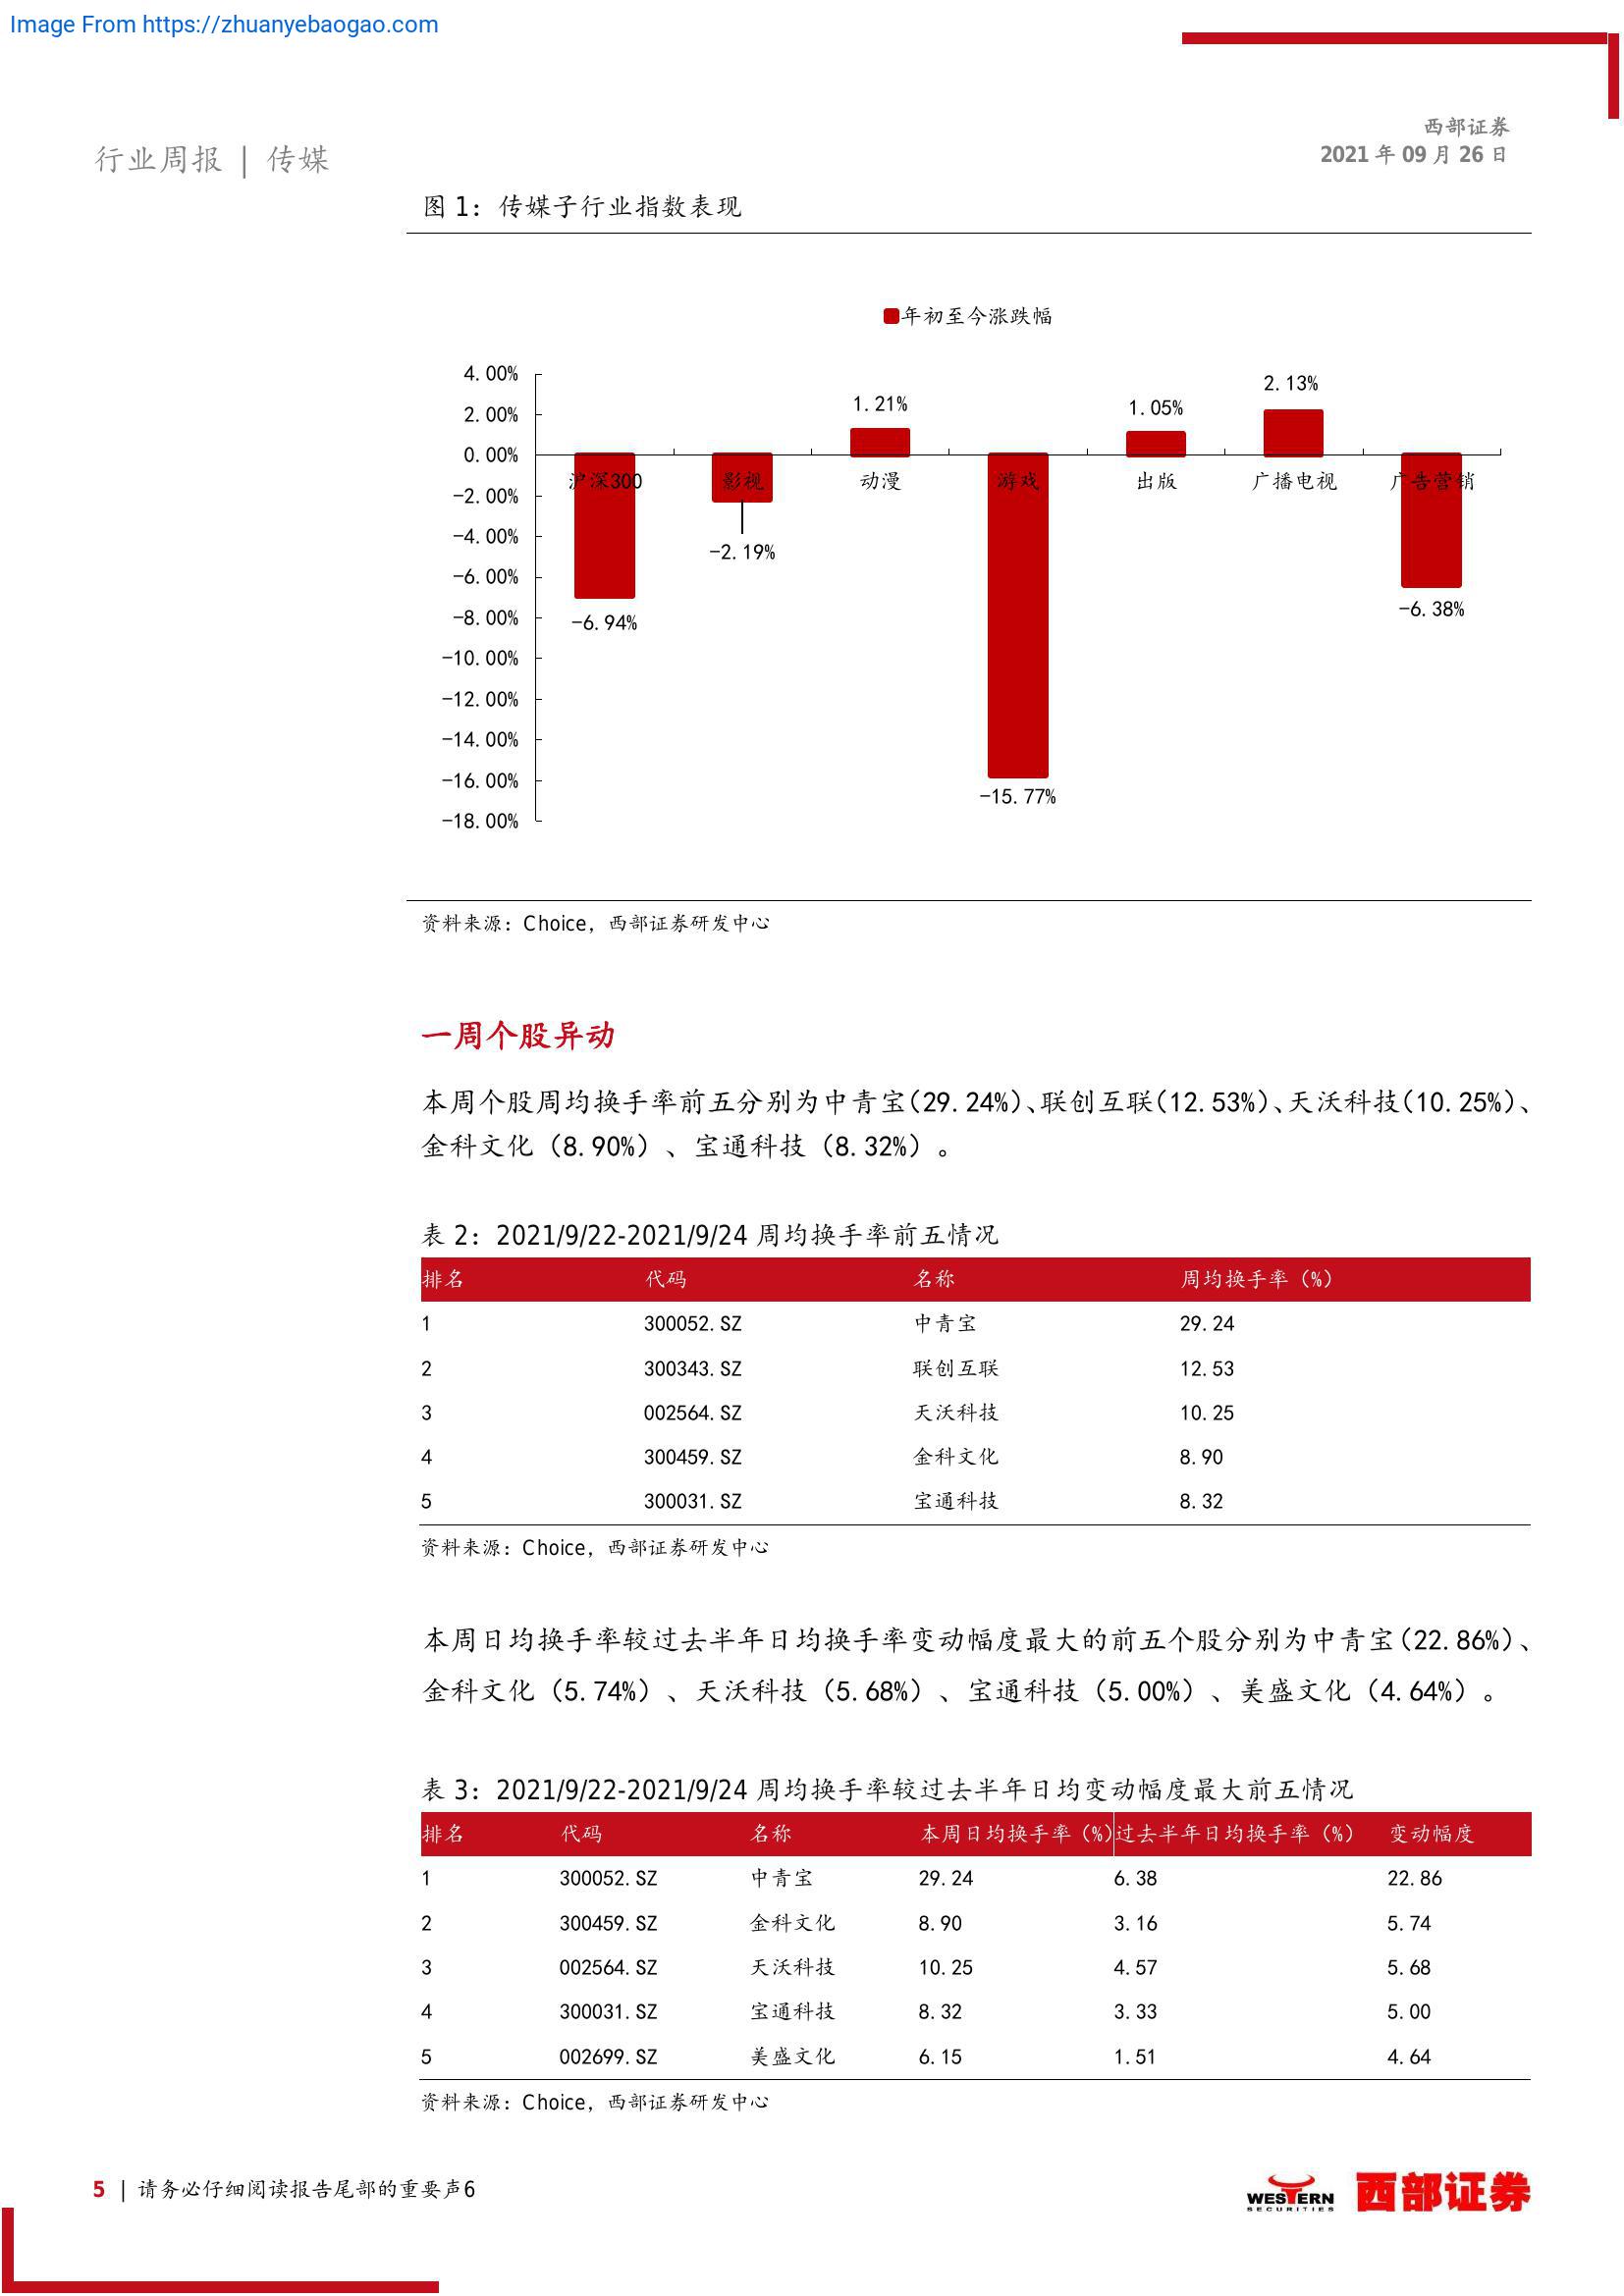 Image From https://zhuanyebaogao.com
西部证券
2021 年 09 月 26 日
行业周报 | 传媒
图 1：传媒子行业指数表现
年初至今涨跌幅
4.00%
2.00%
0.00%
-2.00%
-4.00%
-6.00%
-8.00%
-10.00%
-12.00%
-14.00%
-16.00%
-18.00%
沪深300 影视 动漫 游戏 出版 广播电视 广告营销
-6.94% -2.19% 1.21% -15.77% 1.05% 2.13% -6.38%
资料来源：Choice，西部证券研发中心
一周个股异动
本周个股周均换手率前五分别为中青宝（29.24%）、联创互联（12.53%）、天沃科技（10.25%）、
金科文化（8.90%）、宝通科技（8.32%）。
表 2：2021/9/22-2021/9/24 周均换手率前五情况
排名 代码 名称 周均换手率（%）
1 300052.SZ 中青宝 29.24
2 300343.SZ 联创互联 12.53
3 002564.SZ 天沃科技 10.25
4 300459.SZ 金科文化 8.90
5 300031.SZ 宝通科技 8.32
资料来源：Choice，西部证券研发中心
本周日均换手率较过去半年日均换手率变动幅度最大的前五个股分别为中青宝（22.86%）、
金科文化（5.74%）、天沃科技（5.68%）、宝通科技（5.00%）、美盛文化（4.64%）。
表 3：2021/9/22-2021/9/24 周均换手率较过去半年日均变动幅度最大前五情况
排名 代码 名称 本周日均换手率（%） 过去半年日均换手率（%） 变动幅度
1 300052.SZ 中青宝 29.24 6.38 22.86
2 300459.SZ 金科文化 8.90 3.16 5.74
3 002564.SZ 天沃科技 10.25 4.57 5.68
4 300031.SZ 宝通科技 8.32 3.33 5.00
5 002699.SZ 美盛文化 6.15 1.51 4.64
资料来源：Choice，西部证券研发中心
5 | 请务必仔细阅读报告尾部的重要声6
WESTERN
SECURITIES
西部证券